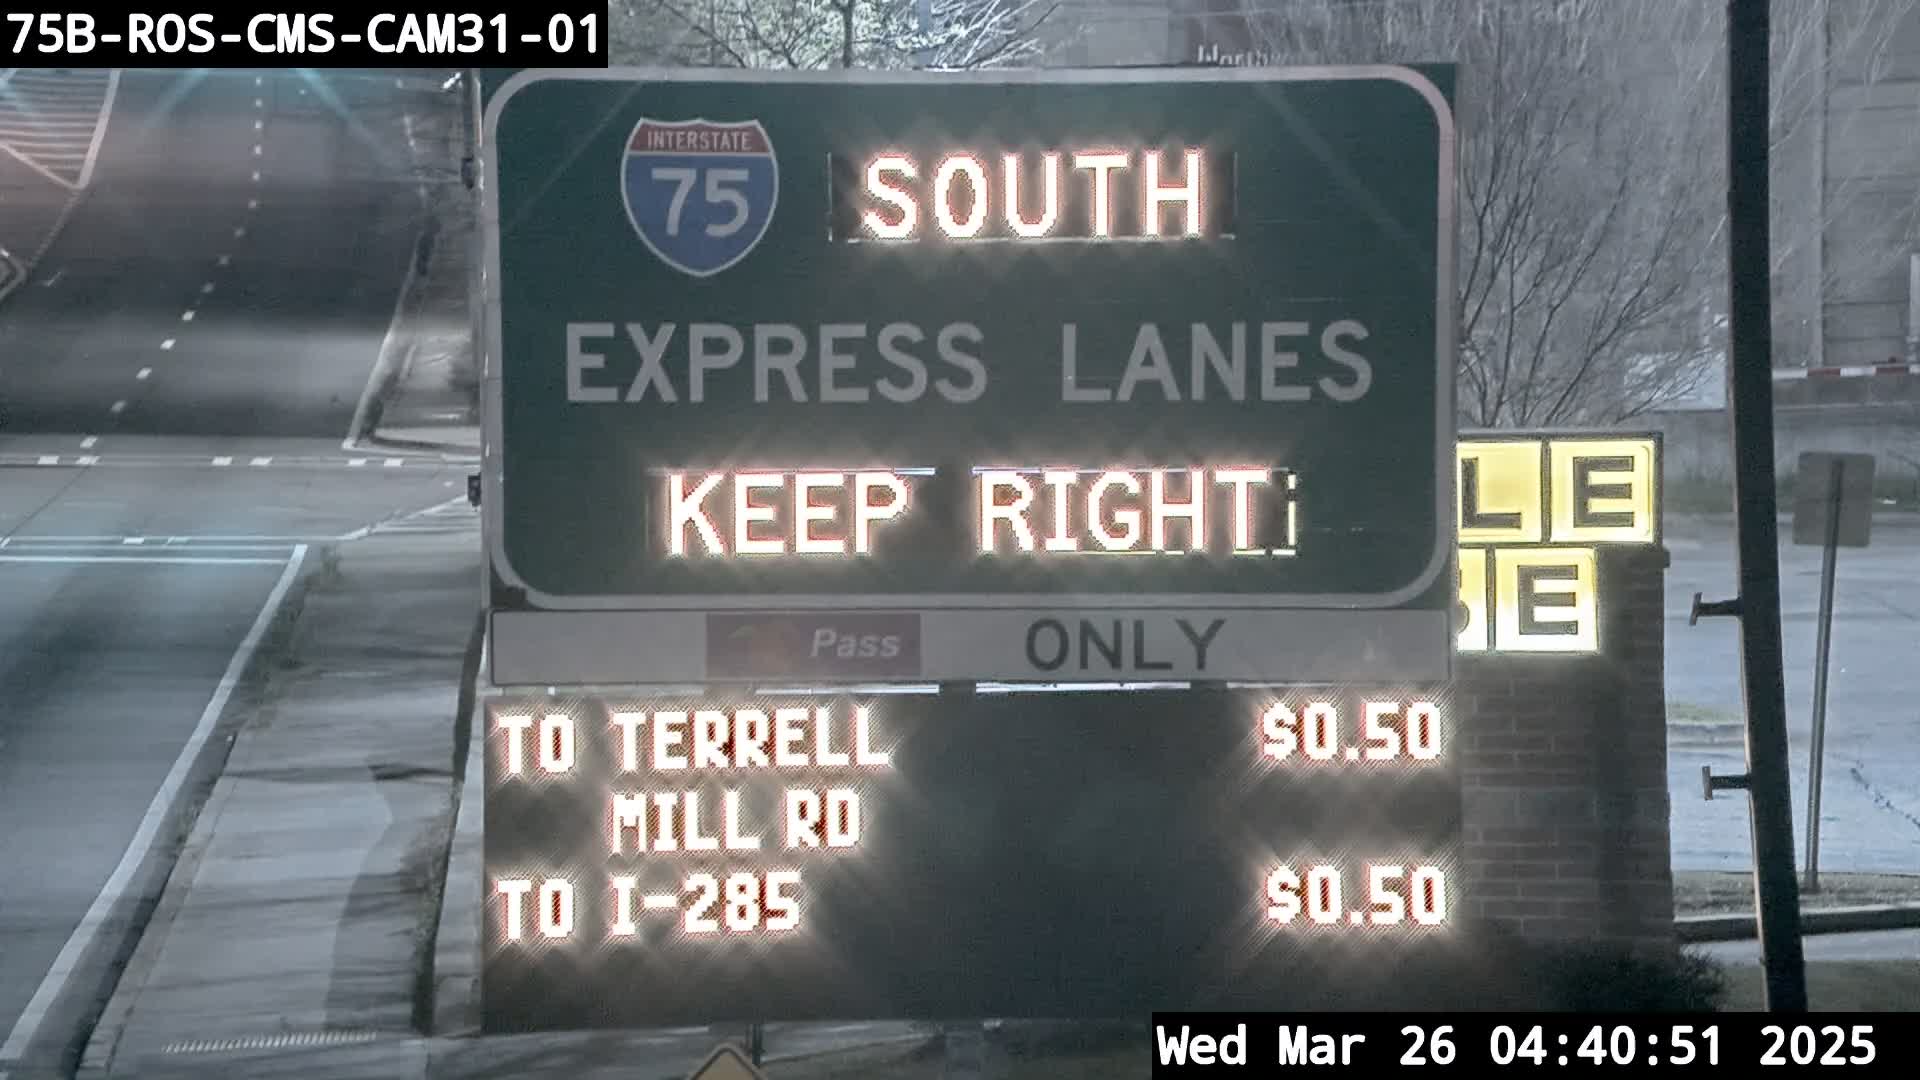 75B-ROS-CMS-CAM31-01
INTERSTATE
75
SOUTH
EXPRESS LANES
KEEP RIGHT
Pass ONLY
TO TERRELL $0.50
MILL RD
TO I-285 $0.50
LE
E
Wed Mar 26 04:40:51 2025